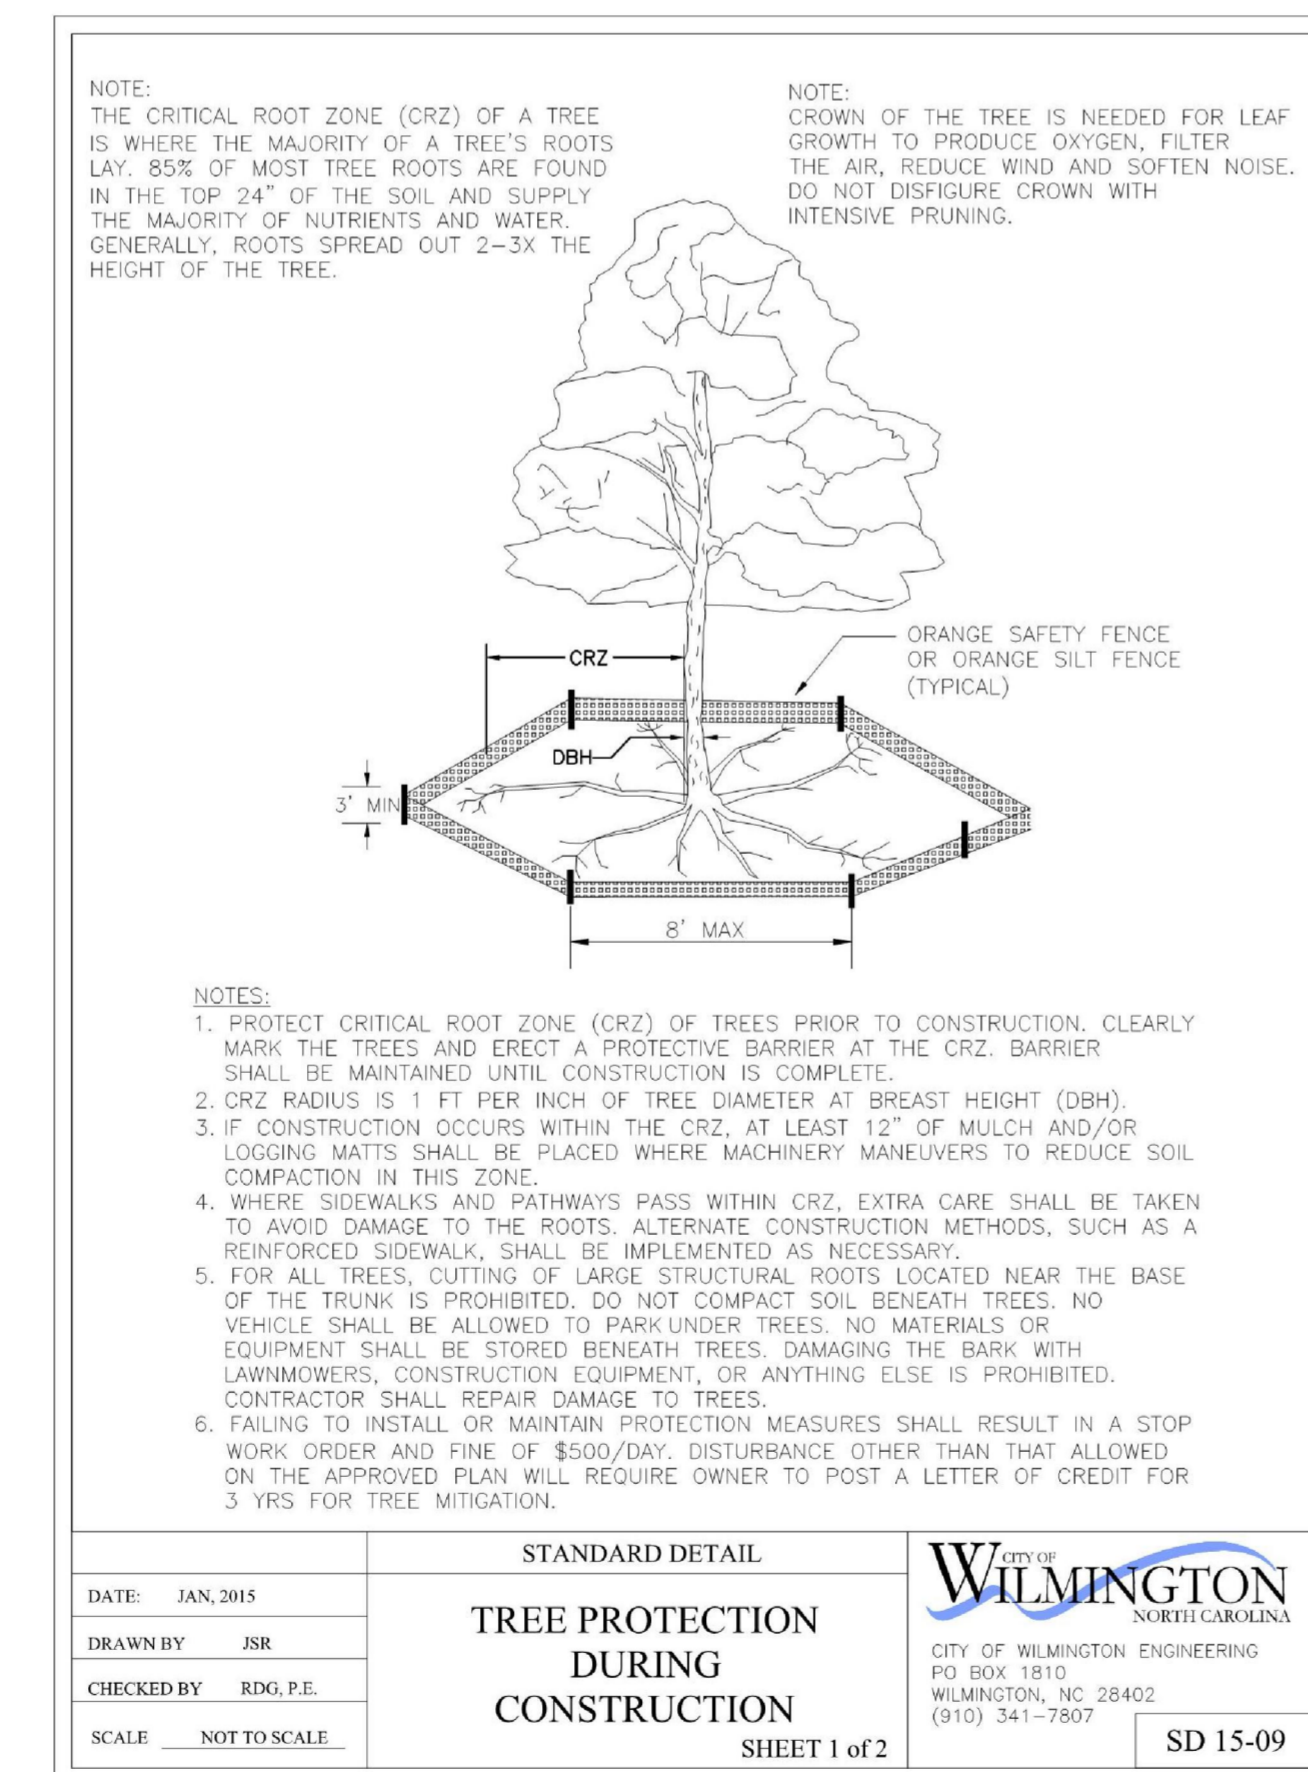 NOTE:
THE CRITICAL ROOT ZONE (CRZ) OF A TREE
IS WHERE THE MAJORITY OF A TREE'S ROOTS
LAY. 85% OF MOST TREE ROOTS ARE FOUND
IN THE TOP 24" OF THE SOIL AND SUPPLY
THE MAJORITY OF NUTRIENTS AND WATER.
GENERALLY, ROOTS SPREAD OUT 2-3X THE
HEIGHT OF THE TREE.
NOTE:
CROWN OF THE TREE IS NEEDED FOR LEAF
GROWTH TO PRODUCE OXYGEN, FILTER
THE AIR, REDUCE WIND AND SOFTEN NOISE.
DO NOT DISFIGURE CROWN WITH
INTENSIVE PRUNING.
ORANGE SAFETY FENCE
OR ORANGE SILT FENCE
(TYPICAL)
CRZ
DBH
3' MIN
8' MAX
NOTES:
1. PROTECT CRITICAL ROOT ZONE (CRZ) OF TREES PRIOR TO CONSTRUCTION. CLEARLY
MARK THE TREES AND ERECT A PROTECTIVE BARRIER AT THE CRZ. BARRIER
SHALL BE MAINTAINED UNTIL CONSTRUCTION IS COMPLETE.
2. CRZ RADIUS IS 1 FT PER INCH OF TREE DIAMETER AT BREAST HEIGHT (DBH).
3. IF CONSTRUCTION OCCURS WITHIN THE CRZ, AT LEAST 12" OF MULCH AND/OR
LOGGING MATTS SHALL BE PLACED WHERE MACHINERY MANEUVERS TO REDUCE SOIL
COMPACTION IN THIS ZONE.
4. WHERE SIDEWALKS AND PATHWAYS PASS WITHIN CRZ, EXTRA CARE SHALL BE TAKEN
TO AVOID DAMAGE TO THE ROOTS. ALTERNATE CONSTRUCTION METHODS, SUCH AS A
REINFORCED SIDEWALK, SHALL BE IMPLEMENTED AS NECESSARY.
5. FOR ALL TREES, CUTTING OF LARGE STRUCTURAL ROOTS LOCATED NEAR THE BASE
OF THE TRUNK IS PROHIBITED. DO NOT COMPACT SOIL BENEATH TREES. NO
VEHICLE SHALL BE ALLOWED TO PARK UNDER TREES. NO MATERIALS OR
EQUIPMENT SHALL BE STORED BENEATH TREES. DAMAGING THE BARK WITH
LAWNMOWERS, CONSTRUCTION EQUIPMENT, OR ANYTHING ELSE IS PROHIBITED.
CONTRACTOR SHALL REPAIR DAMAGE TO TREES.
6. FAILING TO INSTALL OR MAINTAIN PROTECTION MEASURES SHALL RESULT IN A STOP
WORK ORDER AND FINE OF $500/DAY. DISTURBANCE OTHER THAN THAT ALLOWED
ON THE APPROVED PLAN WILL REQUIRE OWNER TO POST A LETTER OF CREDIT FOR
3 YRS FOR TREE MITIGATION.
DATE: JAN, 2015
DRAWN BY JSR
CHECKED BY RDG, P.E.
SCALE NOT TO SCALE
STANDARD DETAIL
TREE PROTECTION
DURING
CONSTRUCTION
SHEET 1 of 2
CITY OF
WILMINGTON
NORTH CAROLINA
CITY OF WILMINGTON ENGINEERING
PO BOX 1810
WILMINGTON, NC 28402
(910) 341-7807
SD 15-09